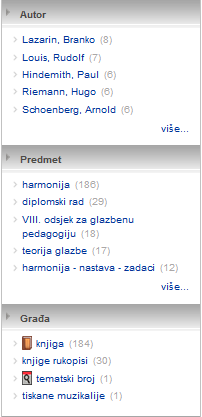 Autor
Lazarin, Branko (8)
Louis, Rudolf (7)
Hindemith, Paul (6)
Riemann, Hugo (6)
Schoenberg, Arnold (6)
više...
Predmet
harmonija (186)
diplomski rad (29)
VIII. odsjek za glazbenu
pedagogiju (18)
teorija glazbe (17)
harmonija - nastava - zadaci (12)
više...
Građa
knjiga (184)
knjige rukopisi (30)
tematski broj (1)
tiskane muzikalije (1)